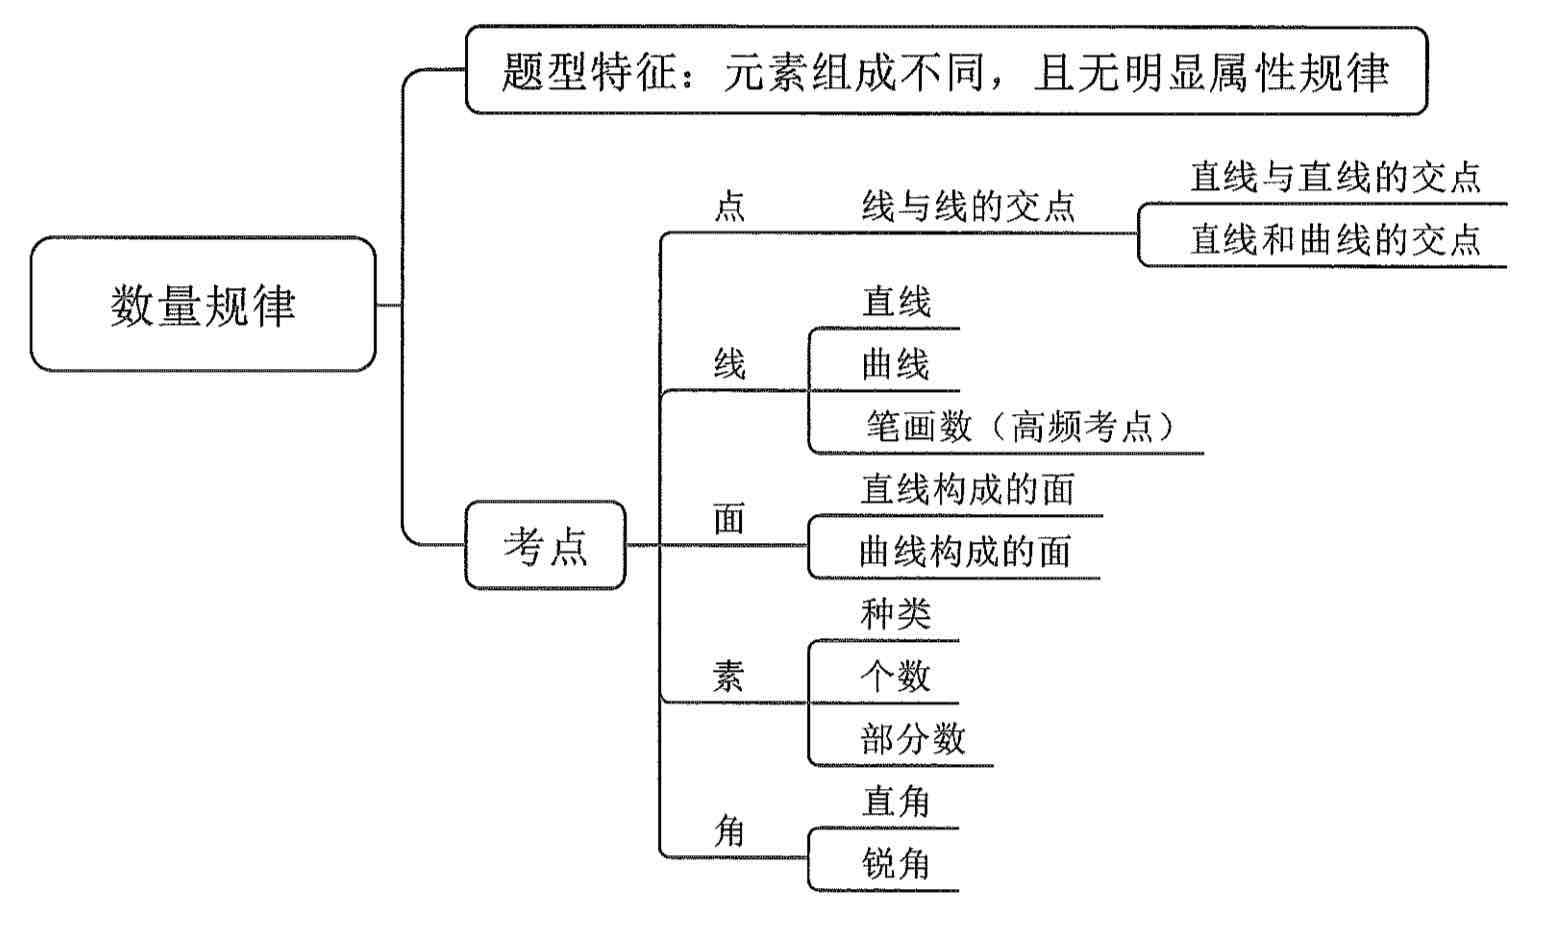 题型特征：元素组成不同，且无明显属性规律
数量规律
考点
点
线与线的交点
直线与直线的交点
直线和曲线的交点
线
直线
曲线
笔画数（高频考点）
面
直线构成的面
曲线构成的面
素
种类
个数
部分数
角
直角
锐角